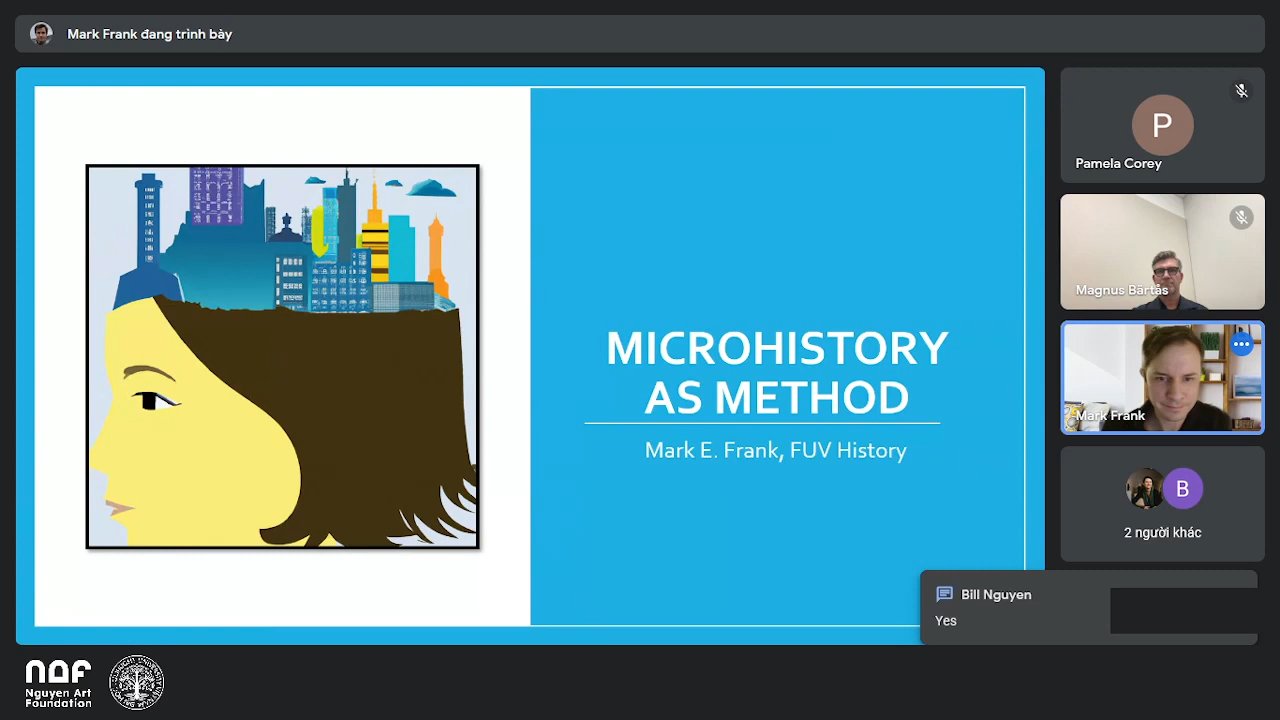 Mark Frank đang trình bày
MICROHISTORY
AS METHOD
Mark E. Frank, FUV History
P
Pamela Corey
Magnus Bärtås
Mark Frank
B
2 người khác
Bill Nguyen
Yes
NAF
Nguyen Art
Foundation